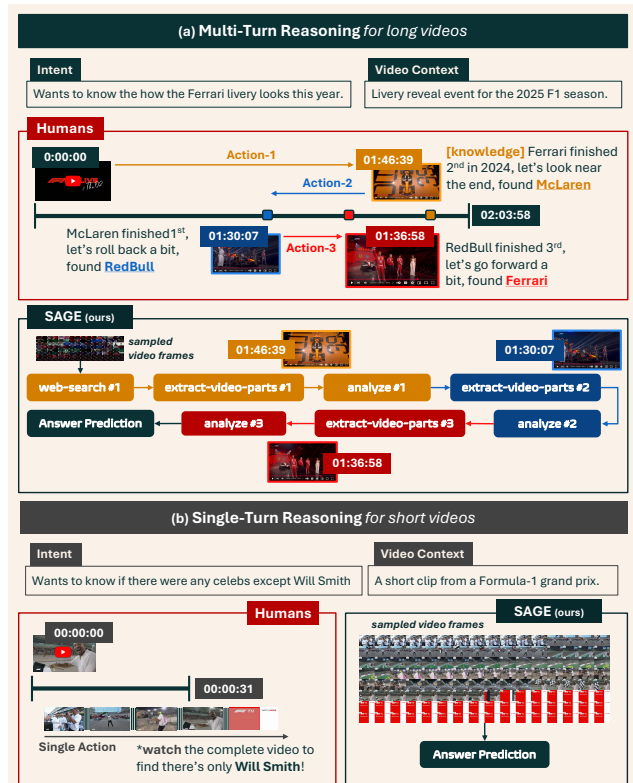 (a) Multi-Turn Reasoning for long videos
Intent
Video Context
Wants to know the how the Ferrari livery looks this year.
Livery reveal event for the 2025 F1 season.
Humans
0:00:00
Action-1
01:46:39
[knowledge] Ferrari finished
2nd in 2024, let's look near
the end, found McLaren
Action-2
02:03:58
McLaren finished1st,
let's roll back a bit,
found RedBull
01:30:07
Action-3
01:36:58
RedBull finished 3rd,
let's go forward a
bit, found Ferrari
SAGE (ours)
sampled
video frames
01:46:39
01:30:07
web-search #1
extract-video-parts #1
analyze #1
extract-video-parts #2
Answer Prediction
analyze #3
extract-video-parts #3
analyze #2
01:36:58
(b) Single-Turn Reasoning for short videos
Intent
Video Context
Wants to know if there were any celebs except Will Smith
A short clip from a Formula-1 grand prix.
Humans
00:00:00
00:00:31
Single Action
*watch the complete video to
find there's only Will Smith!
SAGE (ours)
sampled video frames
Answer Prediction